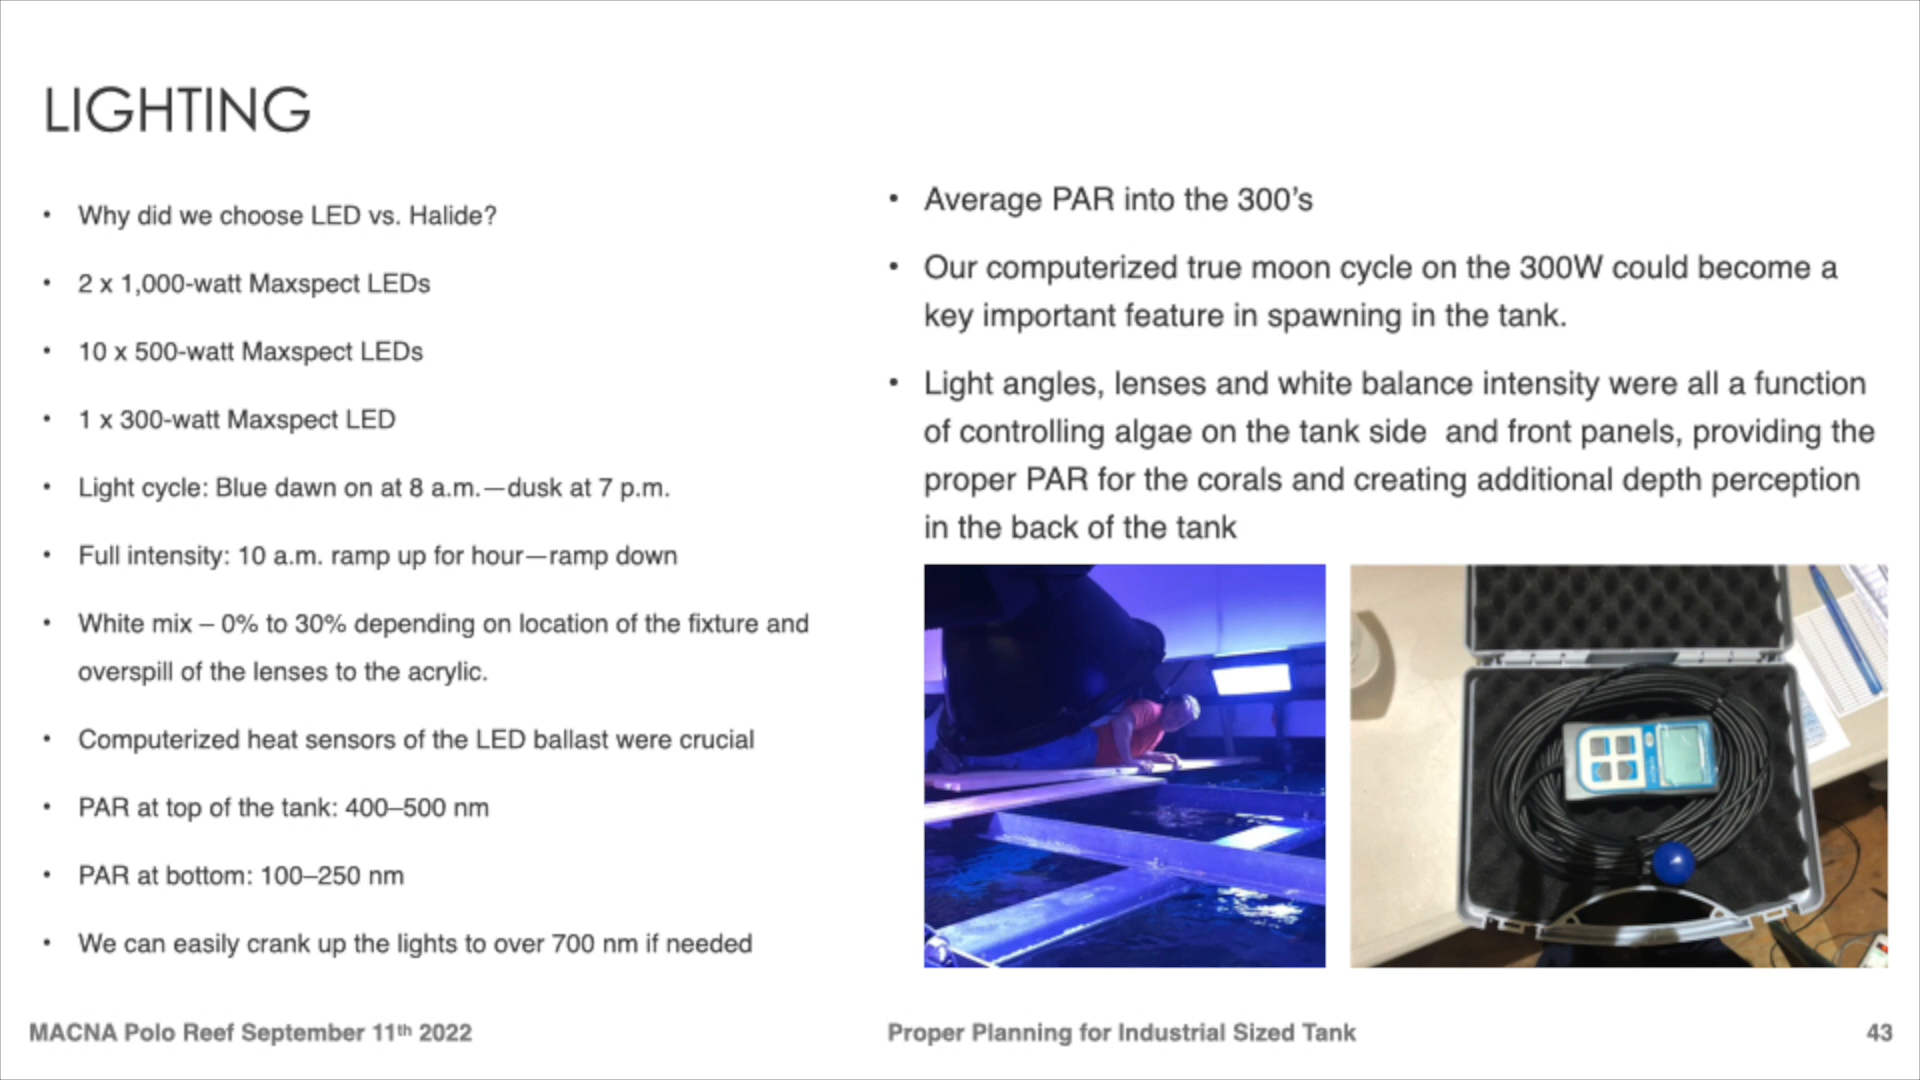 LIGHTING
• Why did we choose LED vs. Halide?
• 2 x 1,000-watt Maxspect LEDs
• 10 x 500-watt Maxspect LEDs
• 1 x 300-watt Maxspect LED
• Light cycle: Blue dawn on at 8 a.m.—dusk at 7 p.m.
• Full intensity: 10 a.m. ramp up for hour—ramp down
• White mix – 0% to 30% depending on location of the fixture and
overspill of the lenses to the acrylic.
• Computerized heat sensors of the LED ballast were crucial
• PAR at top of the tank: 400–500 nm
• PAR at bottom: 100–250 nm
• We can easily crank up the lights to over 700 nm if needed
• Average PAR into the 300’s
• Our computerized true moon cycle on the 300W could become a
key important feature in spawning in the tank.
• Light angles, lenses and white balance intensity were all a function
of controlling algae on the tank side  and front panels, providing the
proper PAR for the corals and creating additional depth perception
in the back of the tank
MACNA Polo Reef September 11th 2022
Proper Planning for Industrial Sized Tank
43